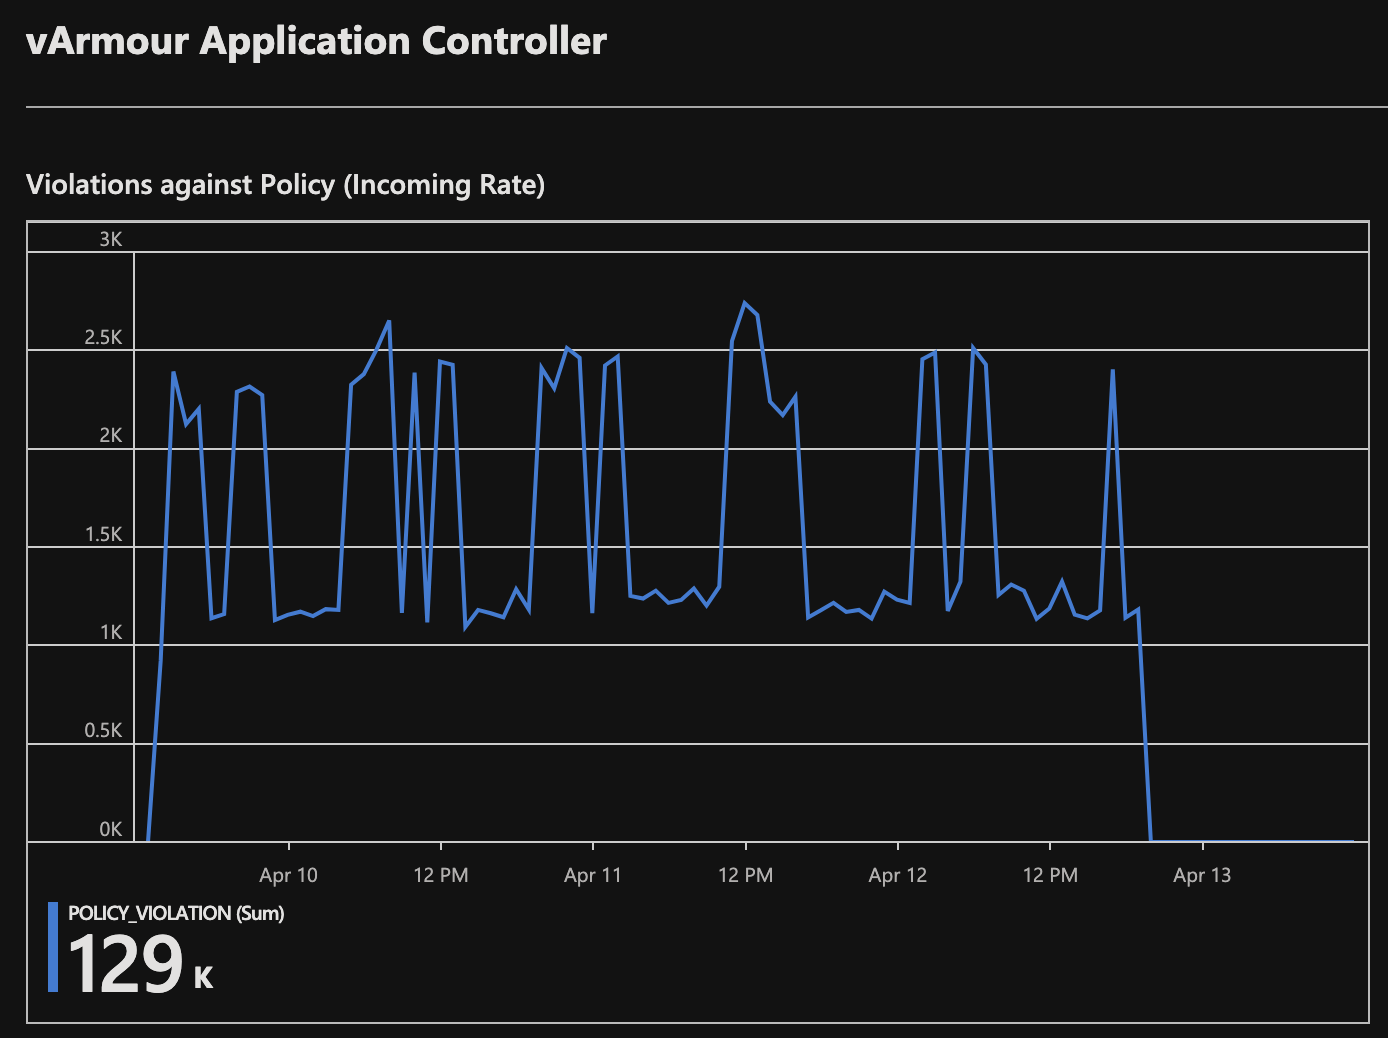 vArmour Application Controller
Violations against Policy (Incoming Rate)
3K
2.5K
2K
1.5K
1K
0.5K
0K
Apr 10 12 PM Apr 11 12 PM Apr 12 12 PM Apr 13
POLICY_VIOLATION (Sum)
129 K